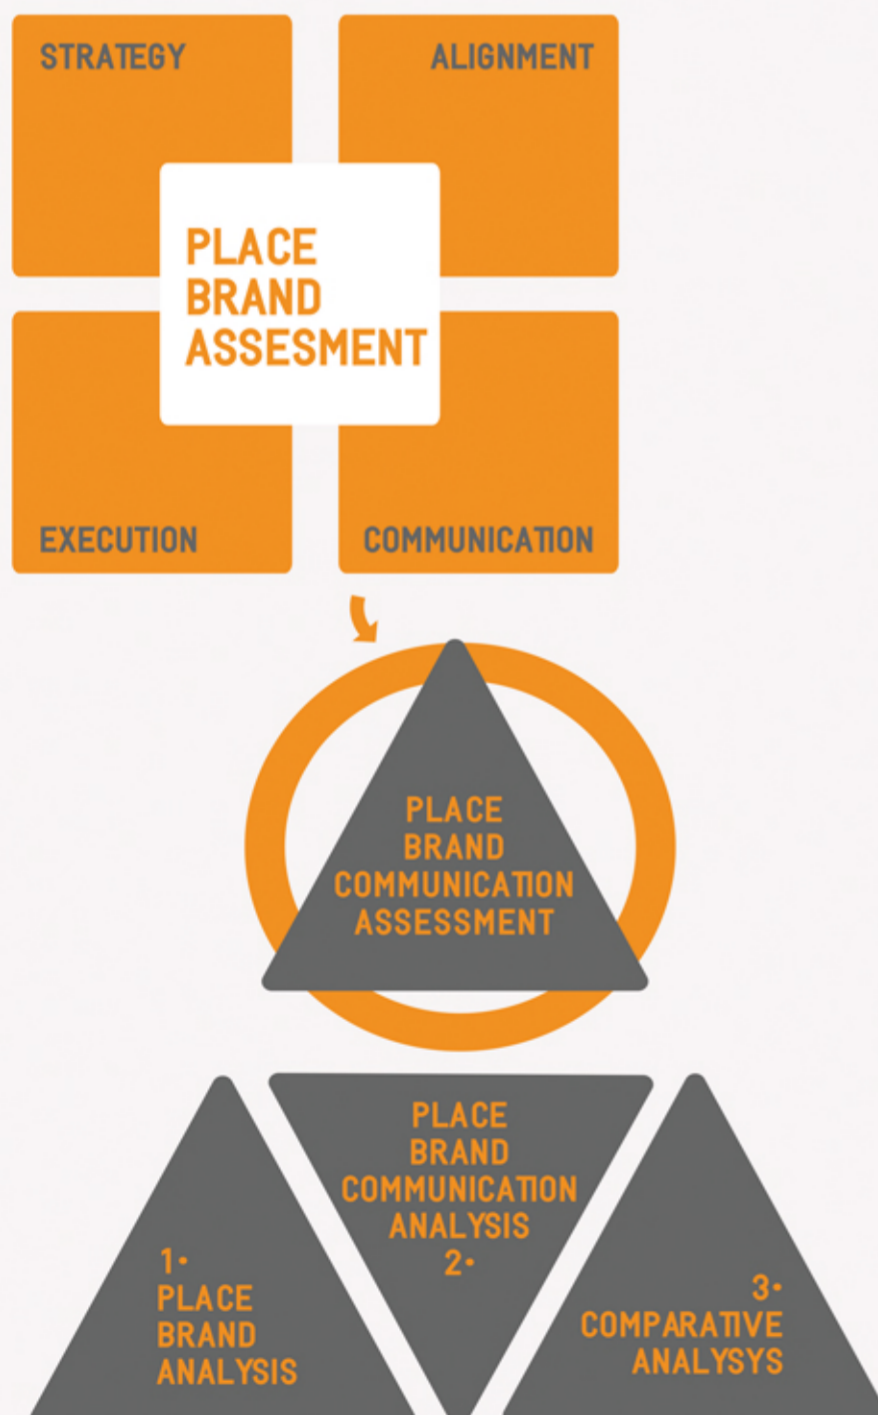 STRATEGY
ALIGNMENT
PLACE
BRAND
ASSESMENT
EXECUTION
COMMUNICATION
PLACE
BRAND
COMMUNICATION
ASSESSMENT
1·
PLACE
BRAND
ANALYSIS
PLACE
BRAND
COMMUNICATION
ANALYSIS
2·
3·
COMPARATIVE
ANALYSYS